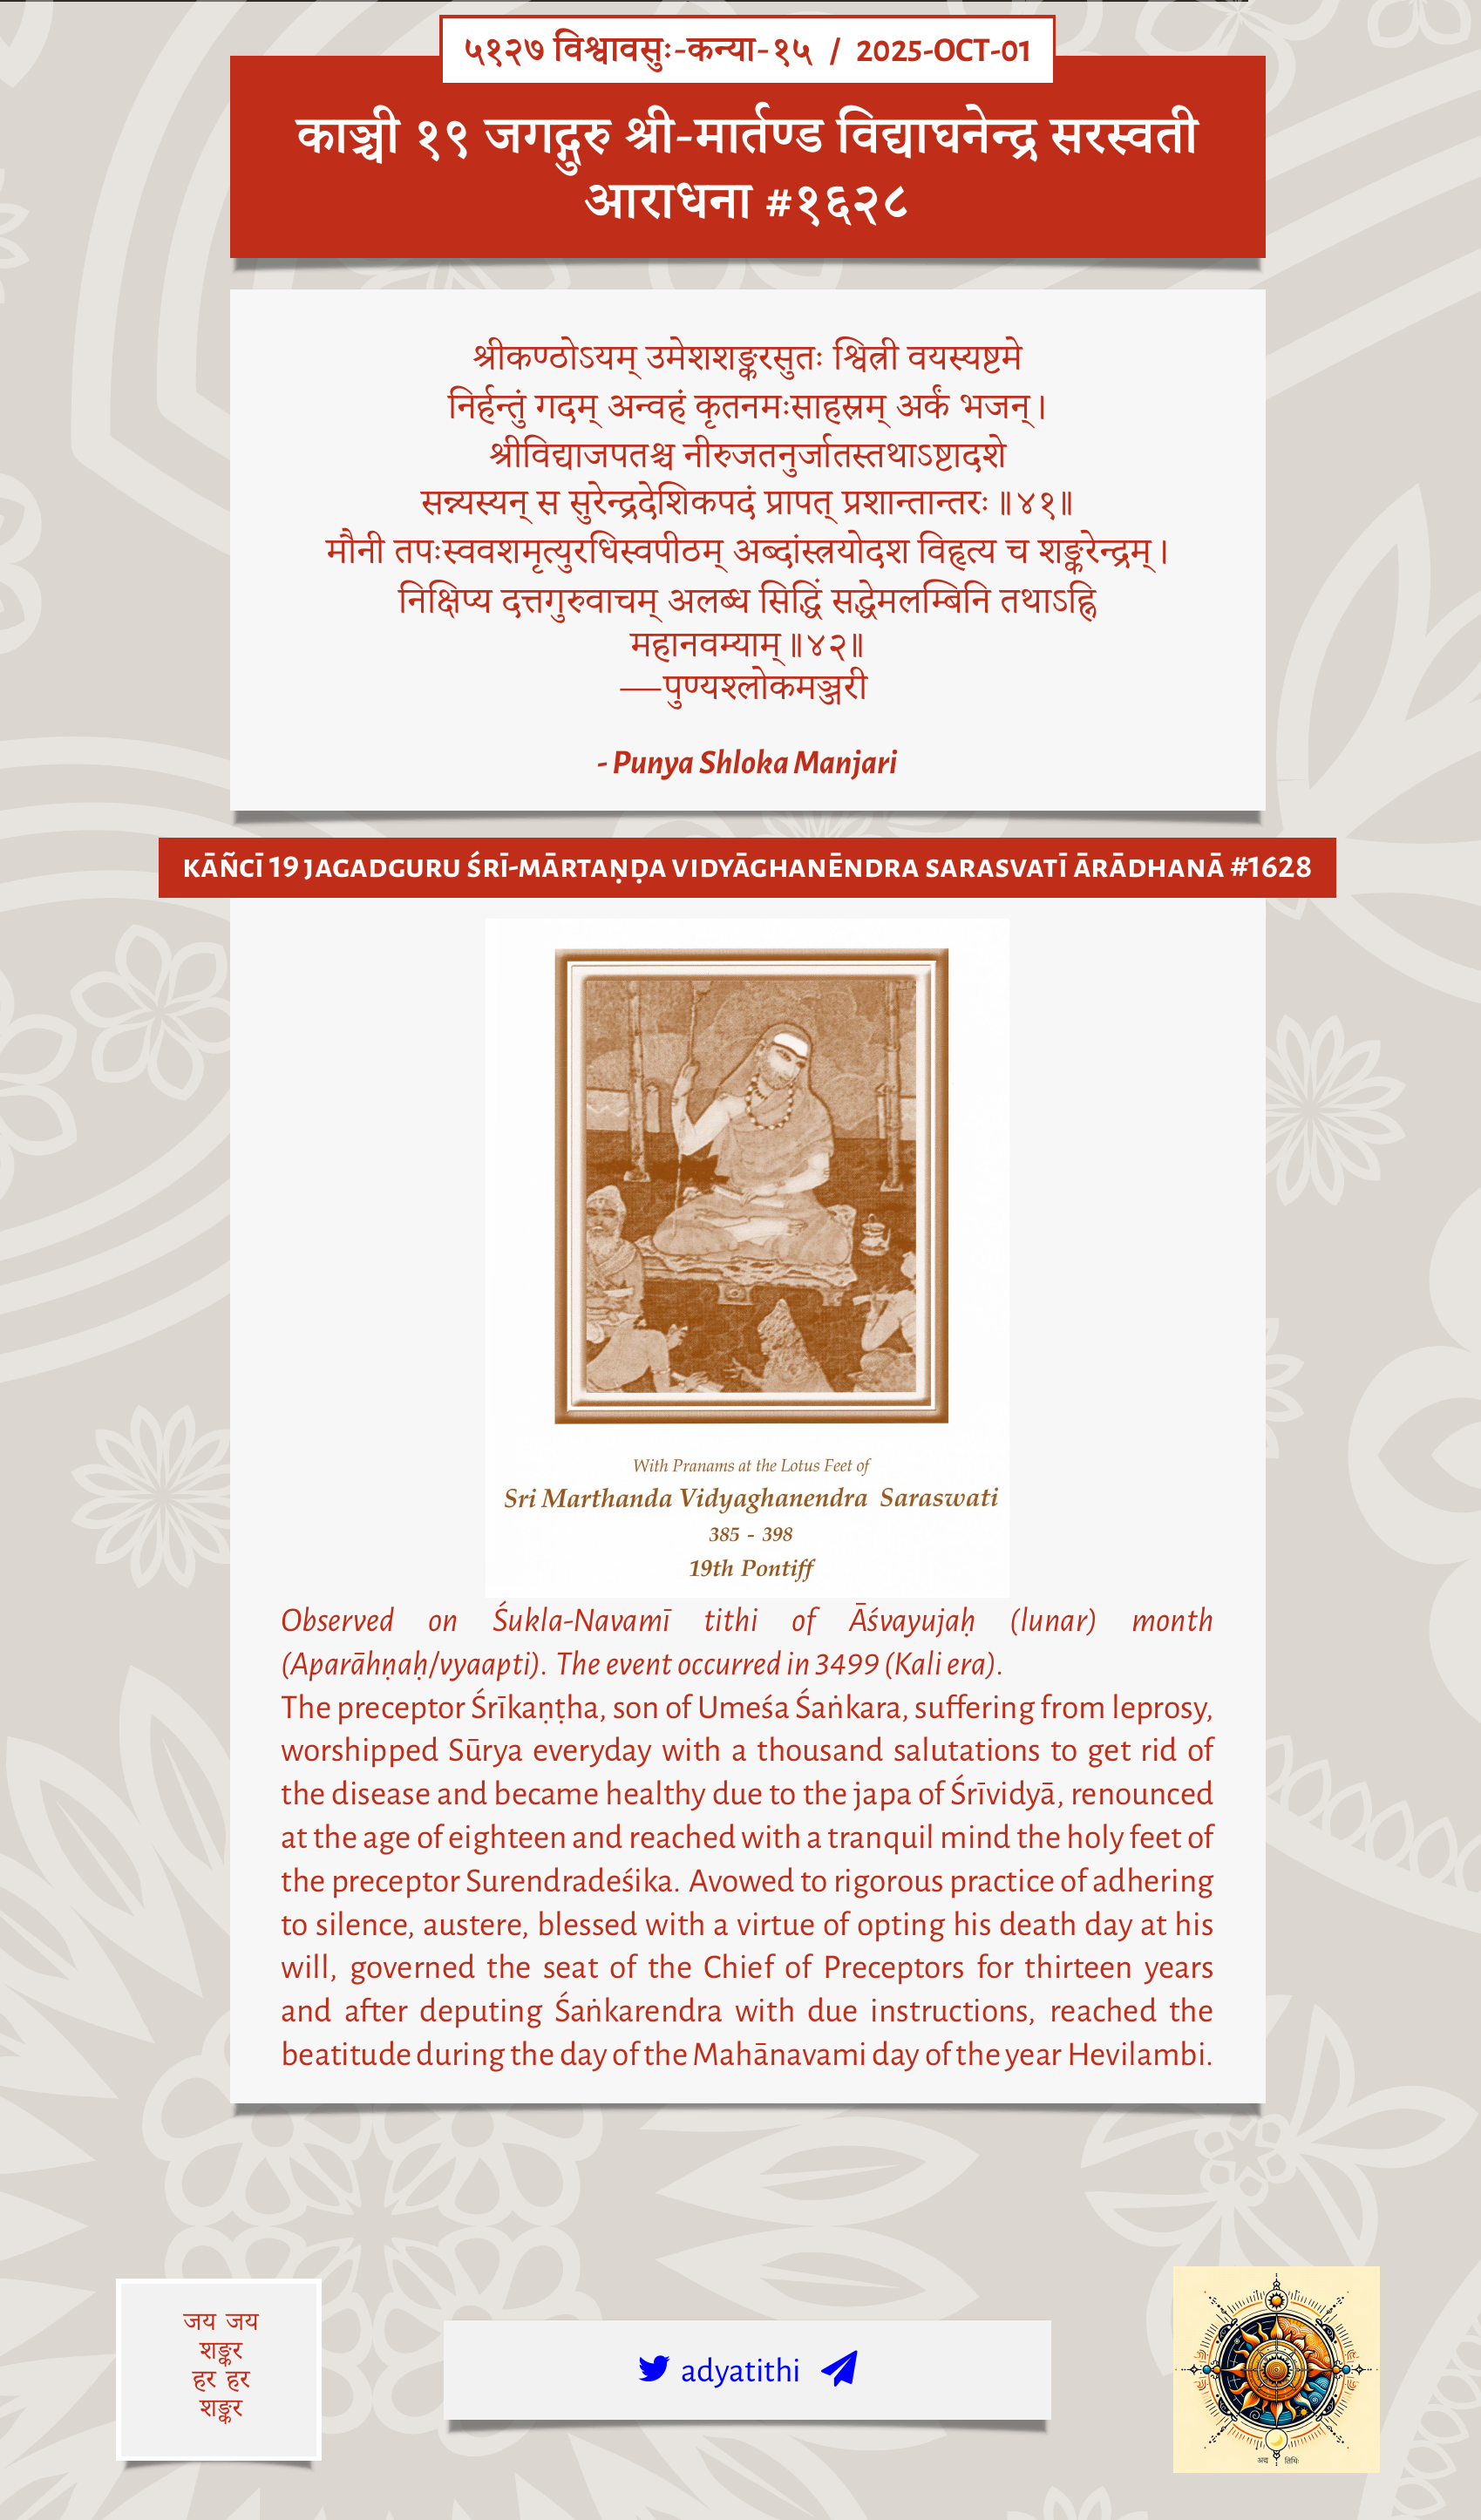 ५१२७ विश्वावसुः-कन्या-१५ / 2025-OCT-01
काञ्ची १९ जगद्गुरु श्री-मार्तण्ड विद्याघनेन्द्र सरस्वती
आराधना #१६२८
श्रीकण्ठोऽयम् उमेशशङ्करसुतः श्वित्री वयस्यष्टमे
निर्हन्तुं गदम् अन्वहं कृतनमःसाहस्रम् अर्कं भजन्।
श्रीविद्याजपतश्च नीरुजतनुर्जातस्तथाऽष्टादशे
सन्न्यस्यन् स सुरेन्द्रदेशिकपदं प्रापत् प्रशान्तान्तरः॥४१॥
मौनी तपःस्ववशमृत्युरधिस्वपीठम् अब्दांस्त्रयोदश विहृत्य च शङ्करेन्द्रम्।
निक्षिप्य दत्तगुरुवाचम् अलब्ध सिद्धिं सद्धेमलम्बिनि तथाऽह्नि
महानवम्याम्॥४२॥
—पुण्यश्लोकमञ्जरी
- Punya Shloka Manjari
KĀÑCĪ 19 JAGADGURU ŚRĪ-MĀRTAṆḌA VIDYĀGHANĒNDRA SARASVATĪ ĀRĀDHANĀ #1628
With Pranams at the Lotus Feet of
Sri Marthanda Vidyaghanendra Saraswati
385 - 398
19th Pontiff
Observed on Śukla-Navamī tithi of Āśvayujaḥ (lunar) month
(Aparāhṇaḥ/vyaapti). The event occurred in 3499 (Kali era).
The preceptor Śrīkaṇṭha, son of Umeśa Śaṅkara, suffering from leprosy,
worshipped Sūrya everyday with a thousand salutations to get rid of
the disease and became healthy due to the japa of Śrīvidyā, renounced
at the age of eighteen and reached with a tranquil mind the holy feet of
the preceptor Surendradeśika. Avowed to rigorous practice of adhering
to silence, austere, blessed with a virtue of opting his death day at his
will, governed the seat of the Chief of Preceptors for thirteen years
and after deputing Śaṅkarendra with due instructions, reached the
beatitude during the day of the Mahānavami day of the year Hevilambi.
जय जय
शङ्कर
हर हर
शङ्कर
adyatithi
अद्य तिथिः